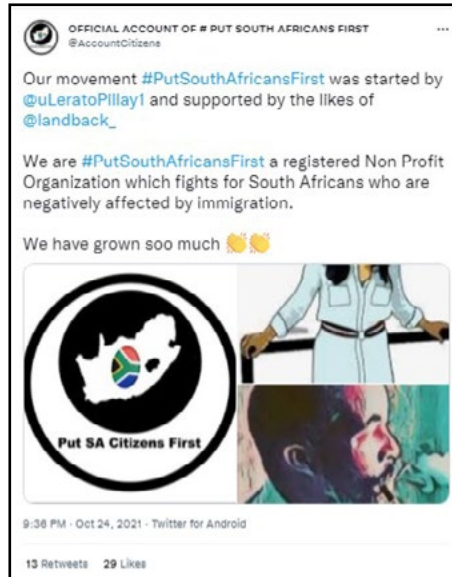 OFFICIAL ACCOUNT OF # PUT SOUTH AFRICANS FIRST
@AccountCitizens
Our movement #PutSouthAfricansFirst was started by
@uLeratoPillay1 and supported by the likes of
@landback_
We are #PutSouthAfricansFirst a registered Non Profit
Organization which fights for South Africans who are
negatively affected by immigration.
We have grown soo much 👏👏
Put SA Citizens First
9:36 PM · Oct 24, 2021 · Twitter for Android
13 Retweets 29 Likes